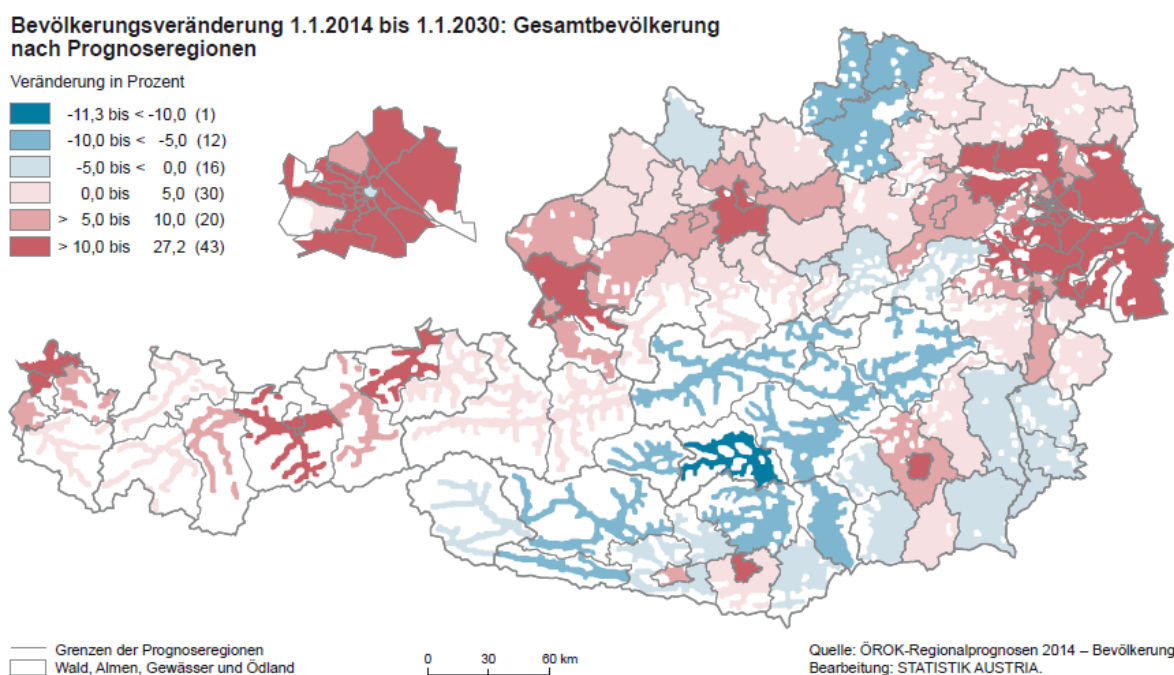 Bevölkerungsveränderung 1.1.2014 bis 1.1.2030: Gesamtbevölkerung
nach Prognoseregionen
Veränderung in Prozent
-11,3 bis < -10,0 (1)
-10,0 bis < -5,0 (12)
-5,0 bis < 0,0 (16)
0,0 bis 5,0 (30)
> 5,0 bis 10,0 (20)
> 10,0 bis 27,2 (43)
Grenzen der Prognoseregionen
Wald, Almen, Gewässer und Ödland
0 30 60 km
Quelle: ÖROK-Regionalprognosen 2014 – Bevölkerung
Bearbeitung: STATISTIK AUSTRIA.